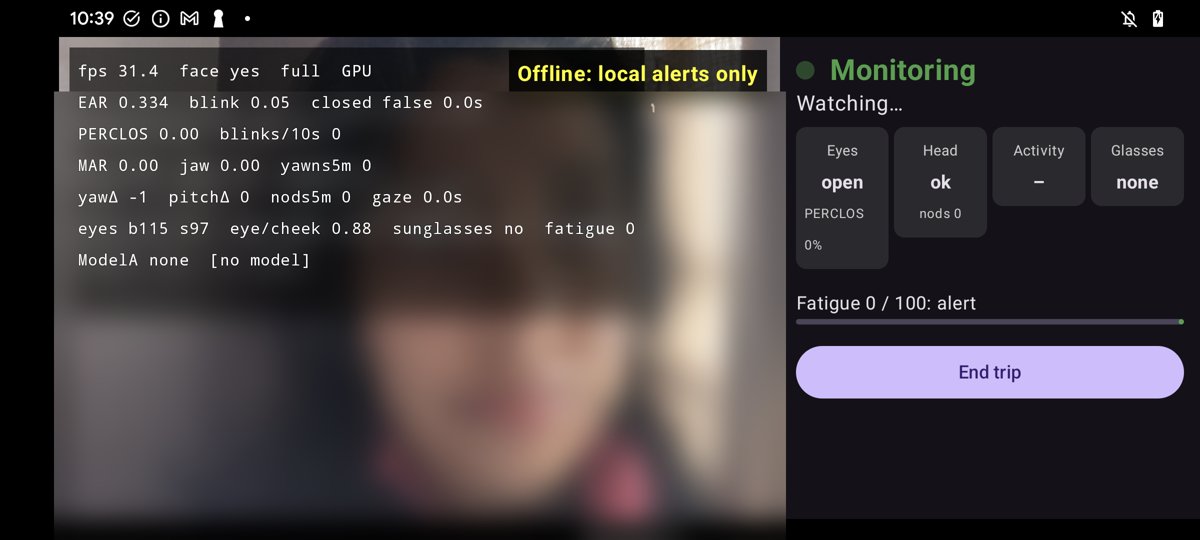 10:39
fps 31.4 face yes full GPU
Offline: local alerts only
EAR 0.334 blink 0.05 closed false 0.0s
PERCLOS 0.00 blinks/10s 0
MAR 0.00 jaw 0.00 yawns5m 0
yawΔ -1 pitchΔ 0 nods5m 0 gaze 0.0s
eyes b115 s97 eye/cheek 0.88 sunglasses no fatigue 0
ModelA none [no model]
Monitoring
Watching…
Eyes
open
PERCLOS
0%
Head
ok
nods 0
Activity
–
Glasses
none
Fatigue 0 / 100: alert
End trip